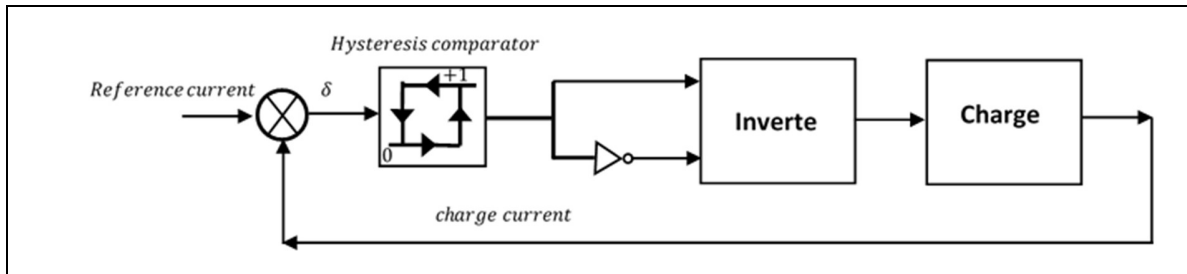 Hysteresis comparator
Reference current
δ
+1
0
Inverte
Charge
charge current